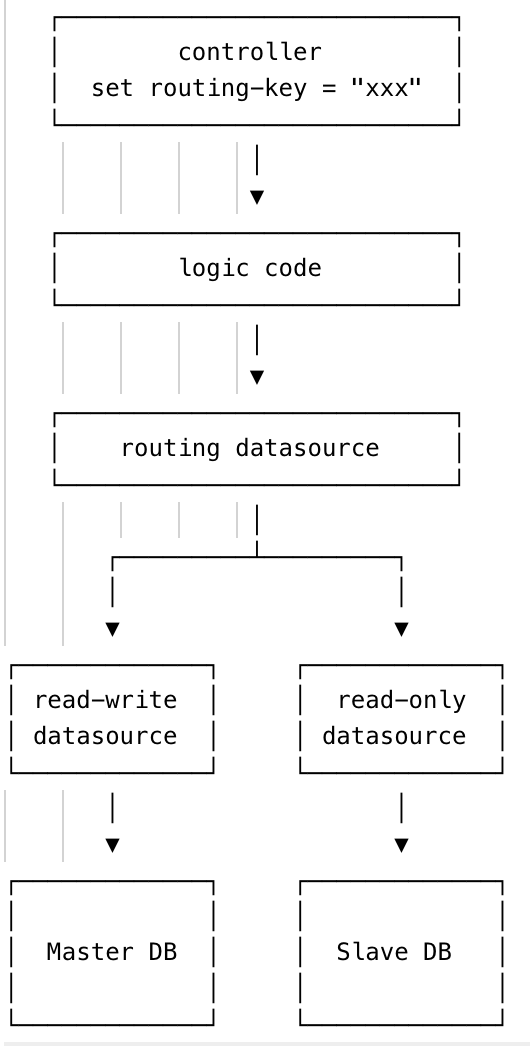 controller
set routing-key = "xxx"
logic code
routing datasource
read-write
datasource
read-only
datasource
Master DB
Slave DB